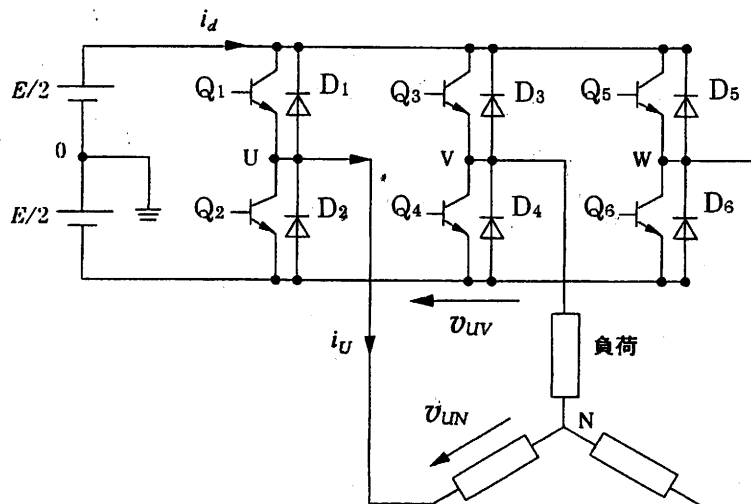 i_d
E/2
Q₁
D₁
Q₃
D₃
Q₅
D₅
0
U
V
W
E/2
Q₂
D₂
Q₄
D₄
Q₆
D₆
v_UV
i_U
負荷
v_UN
N